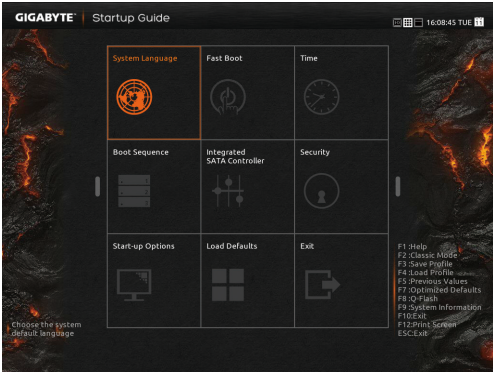 GIGABYTE™ Startup Guide
16:08:45 TUE 11
System Language
Fast Boot
Time
Boot Sequence
Integrated
SATA Controller
Security
Start-up Options
Load Defaults
Exit
F1 :Help
F2 :Classic Mode
F3 :Save Profile
F4 :Load Profile
F5 :Previous Values
F7 :Optimized Defaults
F8 :Q-Flash
F9 :System Information
F10:Exit
F12:Print Screen
ESC:Exit
Choose the system
default language